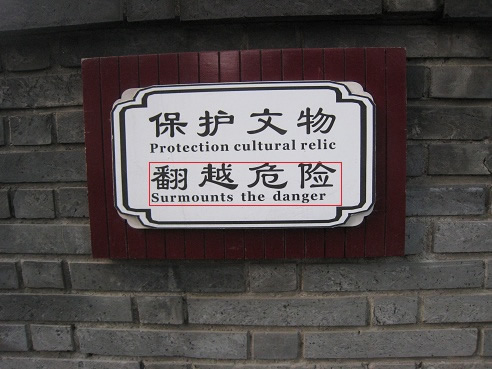 保护文物
Protection cultural relic
翻越危险
Surmounts the danger